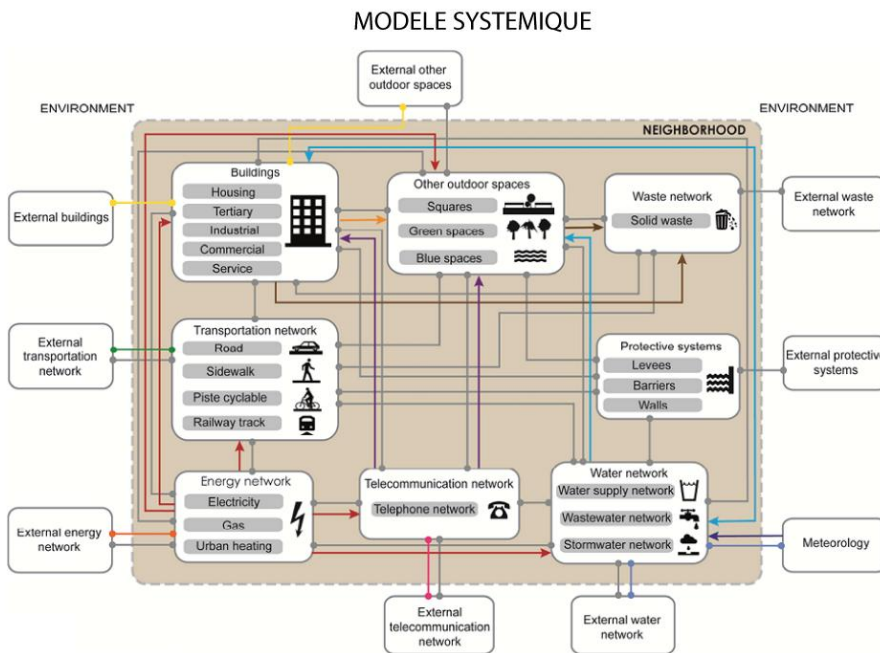 MODELE SYSTEMIQUE
External other
outdoor spaces
ENVIRONMENT
ENVIRONMENT
NEIGHBORHOOD
Buildings
Housing
Tertiary
Industrial
Commercial
Service
Other outdoor spaces
Squares
Green spaces
Blue spaces
Waste network
Solid waste
External buildings
External waste
network
Transportation network
Road
Sidewalk
Piste cyclable
Railway track
Protective systems
Levees
Barriers
Walls
External
transportation
network
External protective
systems
Energy network
Electricity
Gas
Urban heating
Telecommunication network
Telephone network
Water network
Water supply network
Wastewater network
Stormwater network
External energy
network
Meteorology
External
telecommunication
network
External water
network